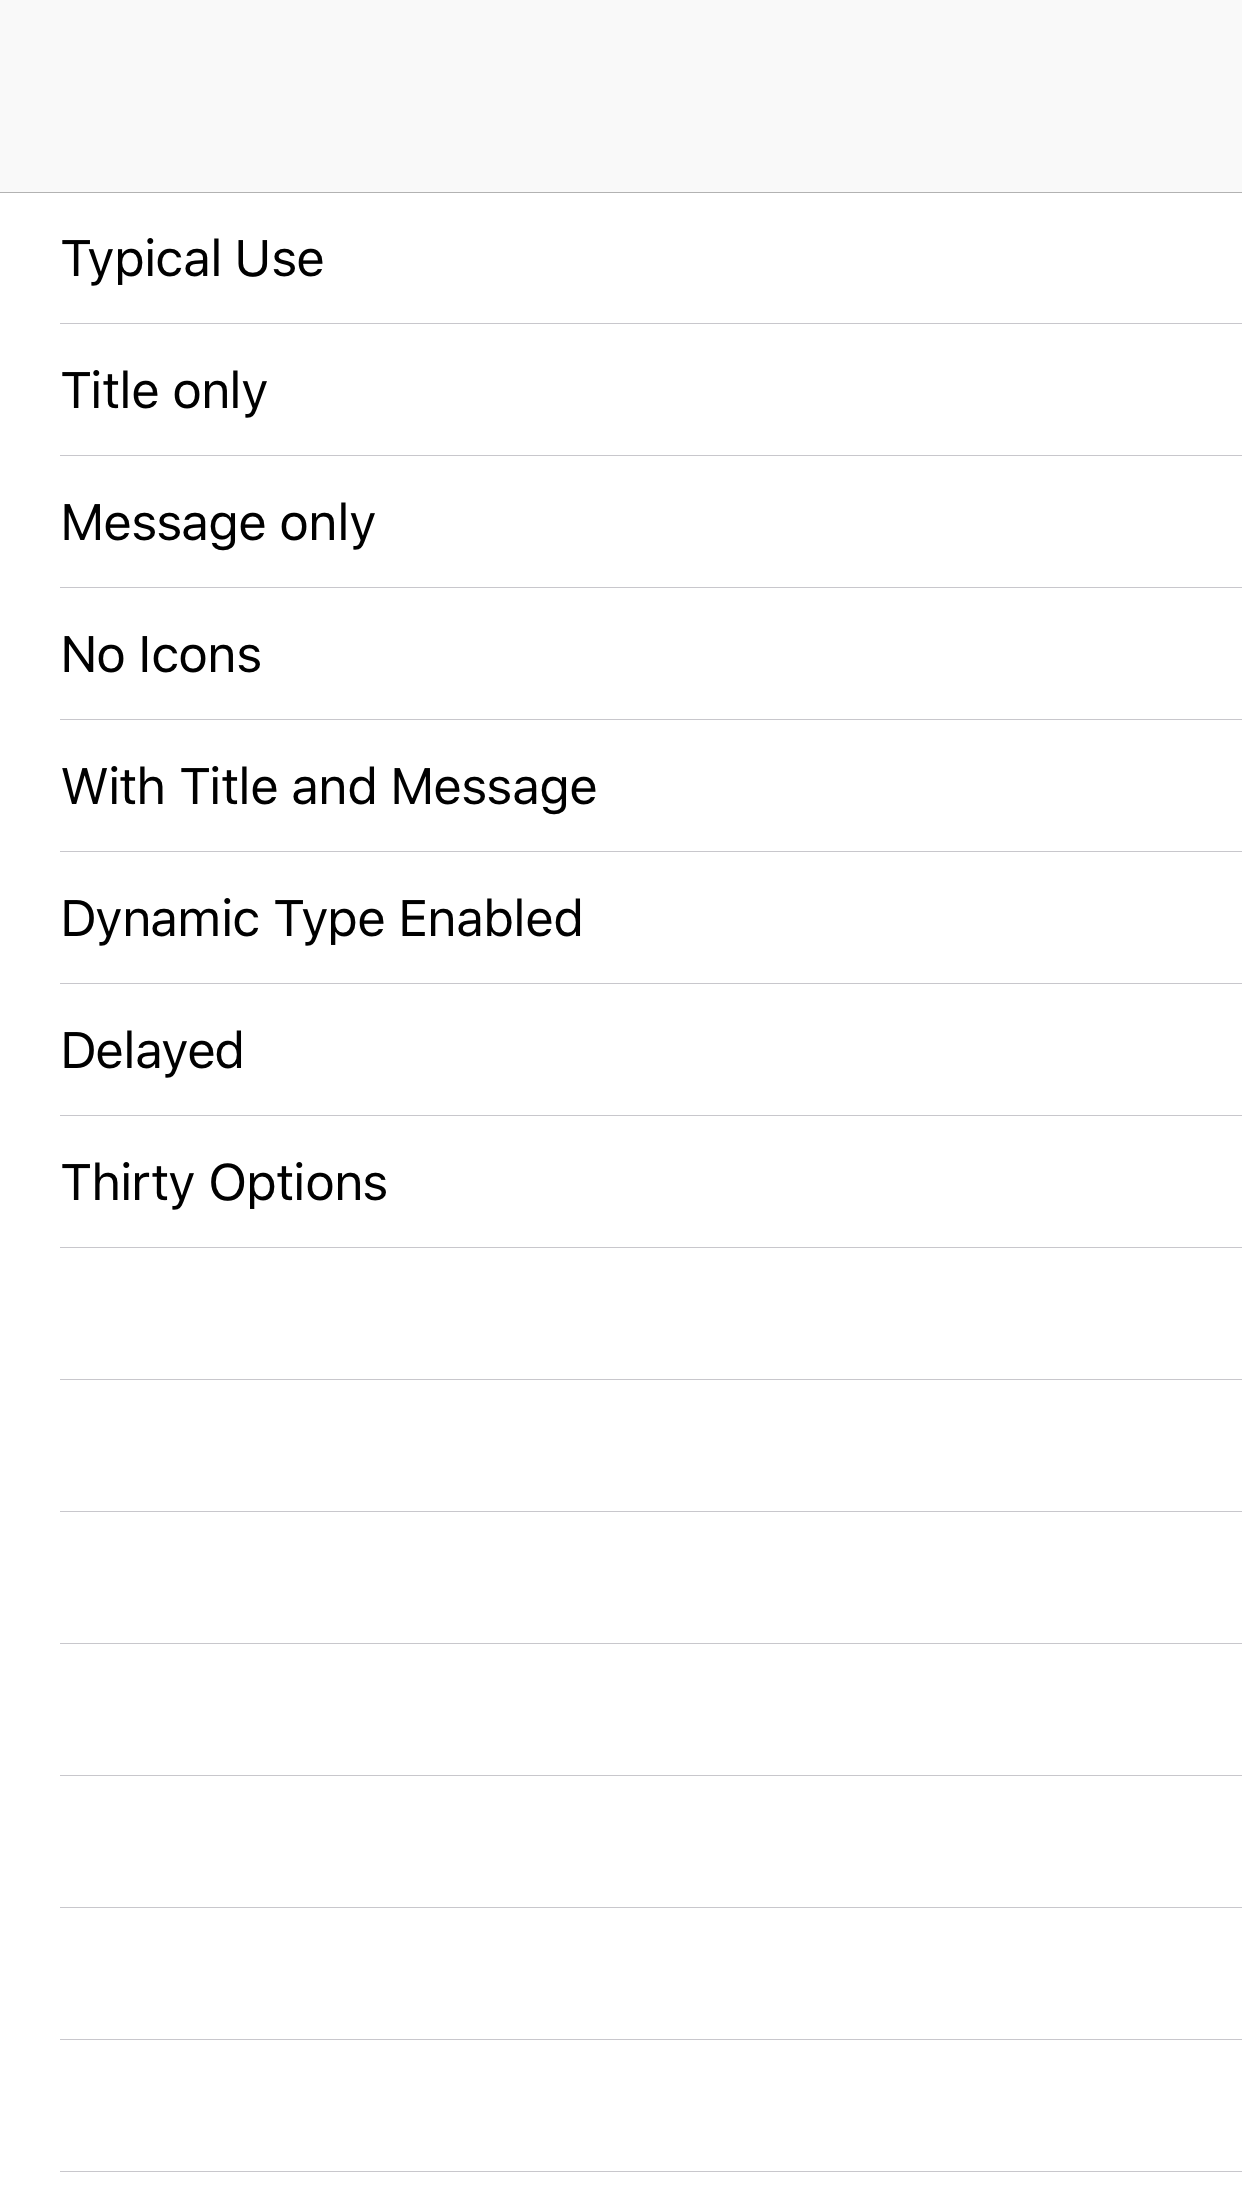 Typical Use
Title only
Message only
No Icons
With Title and Message
Dynamic Type Enabled
Delayed
Thirty Options